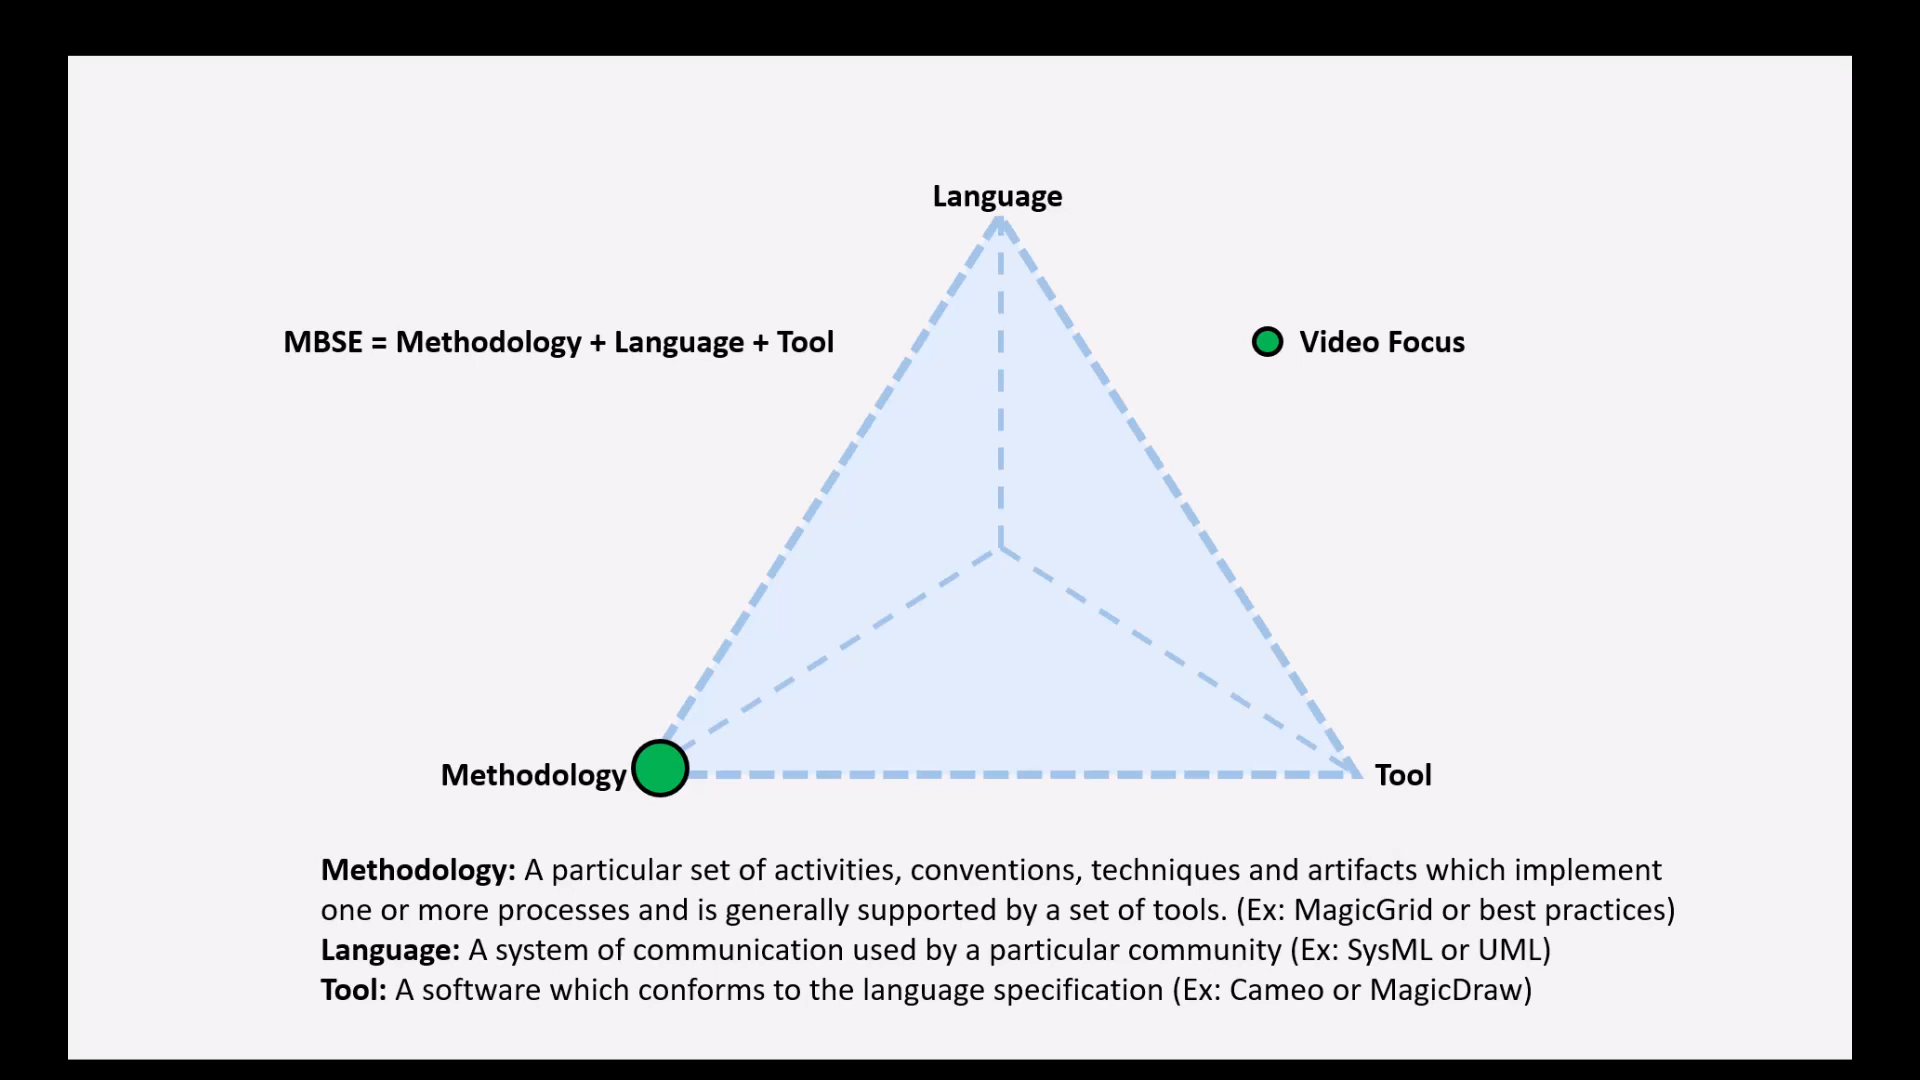 Language
MBSE = Methodology + Language + Tool
Video Focus
Methodology
Tool
Methodology: A particular set of activities, conventions, techniques and artifacts which implement
one or more processes and is generally supported by a set of tools. (Ex: MagicGrid or best practices)
Language: A system of communication used by a particular community (Ex: SysML or UML)
Tool: A software which conforms to the language specification (Ex: Cameo or MagicDraw)